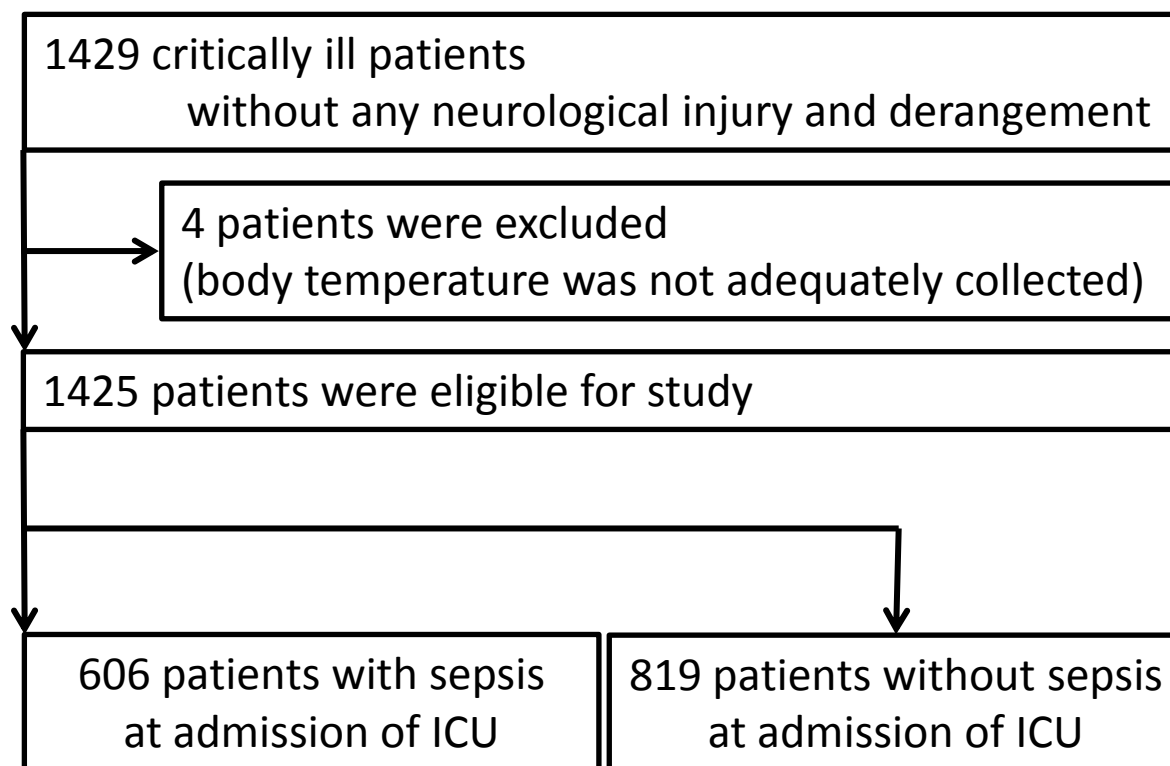 1429 critically ill patients
without any neurological injury and derangement
4 patients were excluded
(body temperature was not adequately collected)
1425 patients were eligible for study
606 patients with sepsis
at admission of ICU
819 patients without sepsis
at admission of ICU